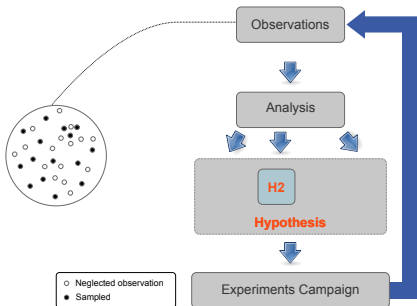 Observations
Analysis
H2
Hypothesis
Experiments Campaign
Neglected observation
Sampled